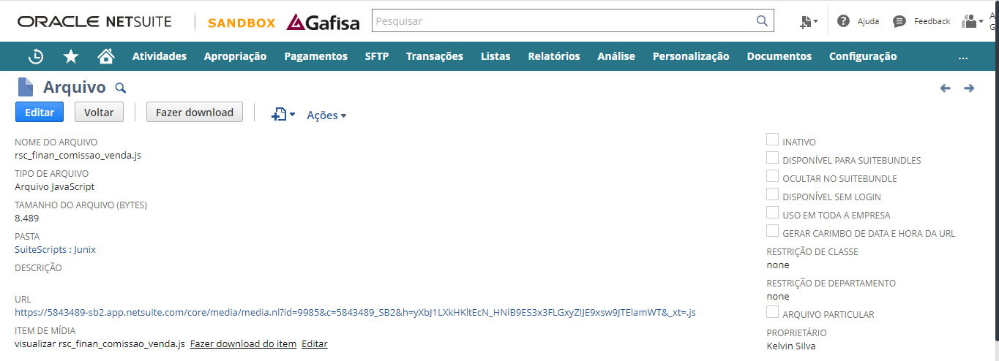 ORACLE NETSUITE SANDBOX Gafisa Pesquisar Ajuda Feedback A
G
Atividades Apropriação Pagamentos SFTP Transações Listas Relatórios Análise Personalização Documentos Configuração ...
Arquivo
Editar Voltar Fazer download Ações
NOME DO ARQUIVO
rsc_finan_comissao_venda.js
TIPO DE ARQUIVO
Arquivo JavaScript
TAMANHO DO ARQUIVO (BYTES)
8.489
PASTA
SuiteScripts : Junix
DESCRIÇÃO
URL
https://5843489-sb2.app.netsuite.com/core/media/media.nl?id=9985&c=5843489_SB2&h=yXbJ1LXkHKltEcN_HNlB9ES3x3FLGxyZIJE9xsw9JTElamWT&_xt=.js
ITEM DE MÍDIA
visualizar rsc_finan_comissao_venda.js Fazer download do item Editar
INATIVO
DISPONÍVEL PARA SUITEBUNDLES
OCULTAR NO SUITEBUNDLE
DISPONÍVEL SEM LOGIN
USO EM TODA A EMPRESA
GERAR CARIMBO DE DATA E HORA DA URL
RESTRIÇÃO DE CLASSE
none
RESTRIÇÃO DE DEPARTAMENTO
none
ARQUIVO PARTICULAR
PROPRIETÁRIO
Kelvin Silva